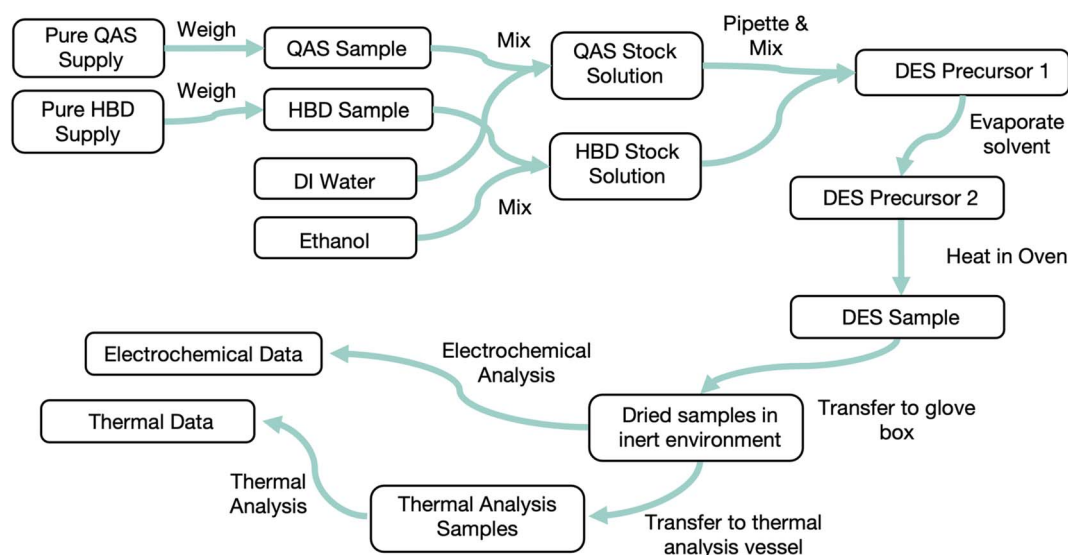 Pure QAS
Supply
Weigh
QAS Sample
Mix
QAS Stock
Solution
Pipette &
Mix
DES Precursor 1
Pure HBD
Supply
Weigh
HBD Sample
HBD Stock
Solution
Evaporate
solvent
DI Water
Mix
Ethanol
DES Precursor 2
Heat in Oven
DES Sample
Electrochemical Data
Electrochemical
Analysis
Dried samples in
inert environment
Transfer to glove
box
Thermal Data
Thermal
Analysis
Thermal Analysis
Samples
Transfer to thermal
analysis vessel